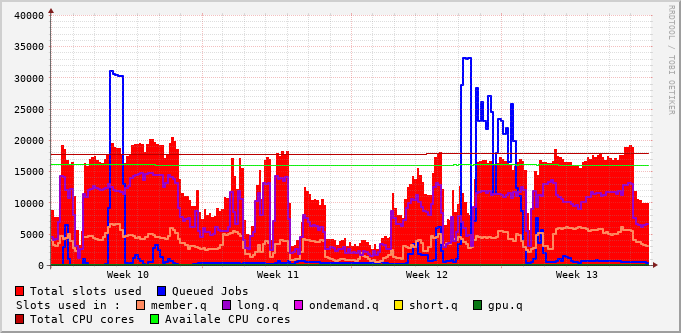 40000
35000
30000
25000
20000
15000
10000
5000
0
Week 10 Week 11 Week 12 Week 13
RRDTOOL / TOBI OETIKER
Total slots used Queued Jobs
Slots used in : member.q long.q ondemand.q short.q gpu.q
Total CPU cores Availale CPU cores